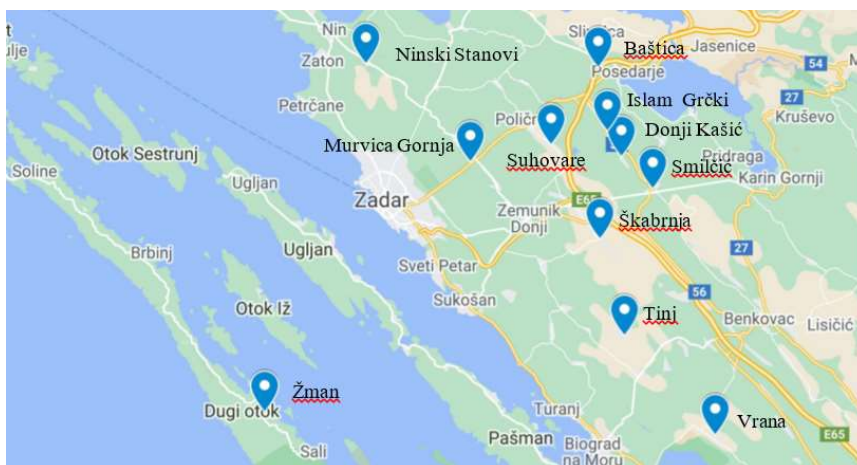 Nin
Slivnica
Baštica
Jasenice
ulje
Zaton
Ninski Stanovi
Posedarje
54
Petrčane
Islam Grčki
27
Poličn
Kruševo
Donji Kašić
Murvica Gornja
Suhovare
Pridraga
Otok Sestrunj
Smilčić
Karin Gornji
Soline
Ugljan
Zadar
E65
Zemunik
Donji
Škabrnja
Brbinj
Ugljan
27
Sveti Petar
Otok Iž
Sukošan
56
Tinj
Benkovac
Lisičić
Žman
Dugi otok
Turanj
Vrana
Sali
Pašman
Biograd
na Moru
E65